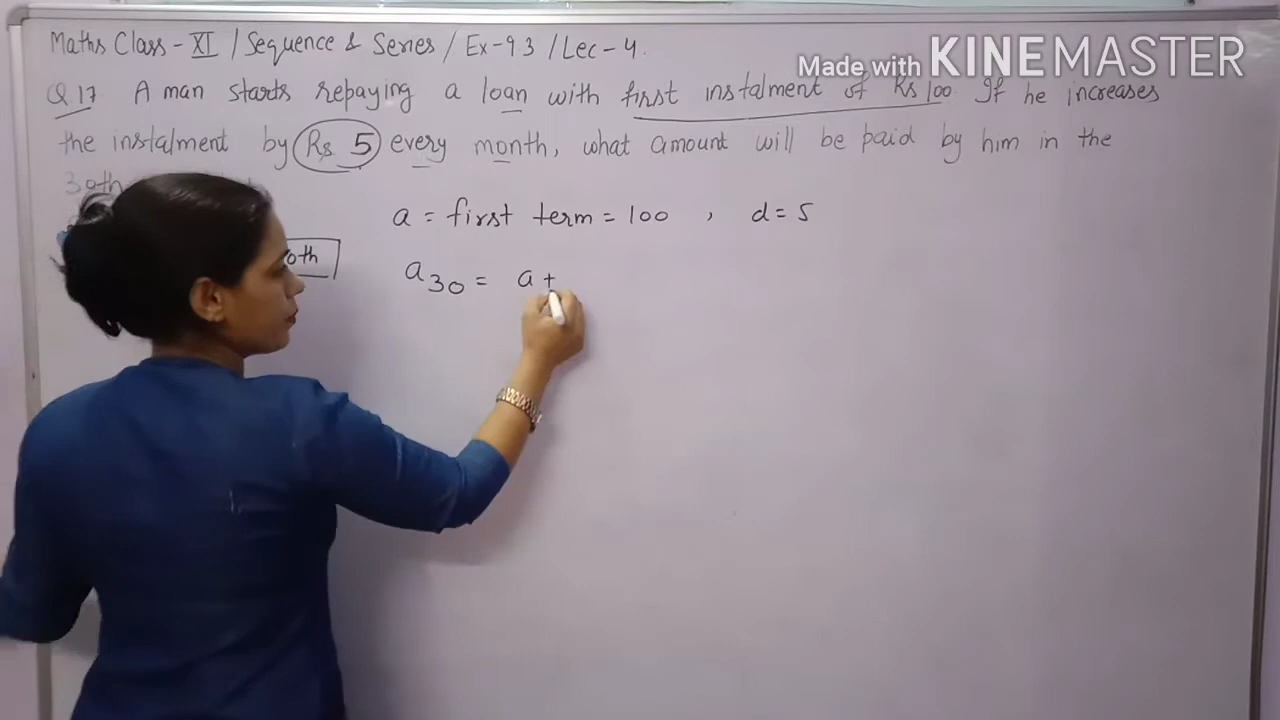 Maths Class - XI / Sequence & Series / Ex-9.3 / Lec-4.
Made with KINEMASTER
Q.17 A man starts repaying a loan with first instalment of Rs 100. If he increases
the instalment by Rs. 5 every month, what amount will be paid by him in the
30th
a = first term = 100 , d = 5
oth
a30 = a +